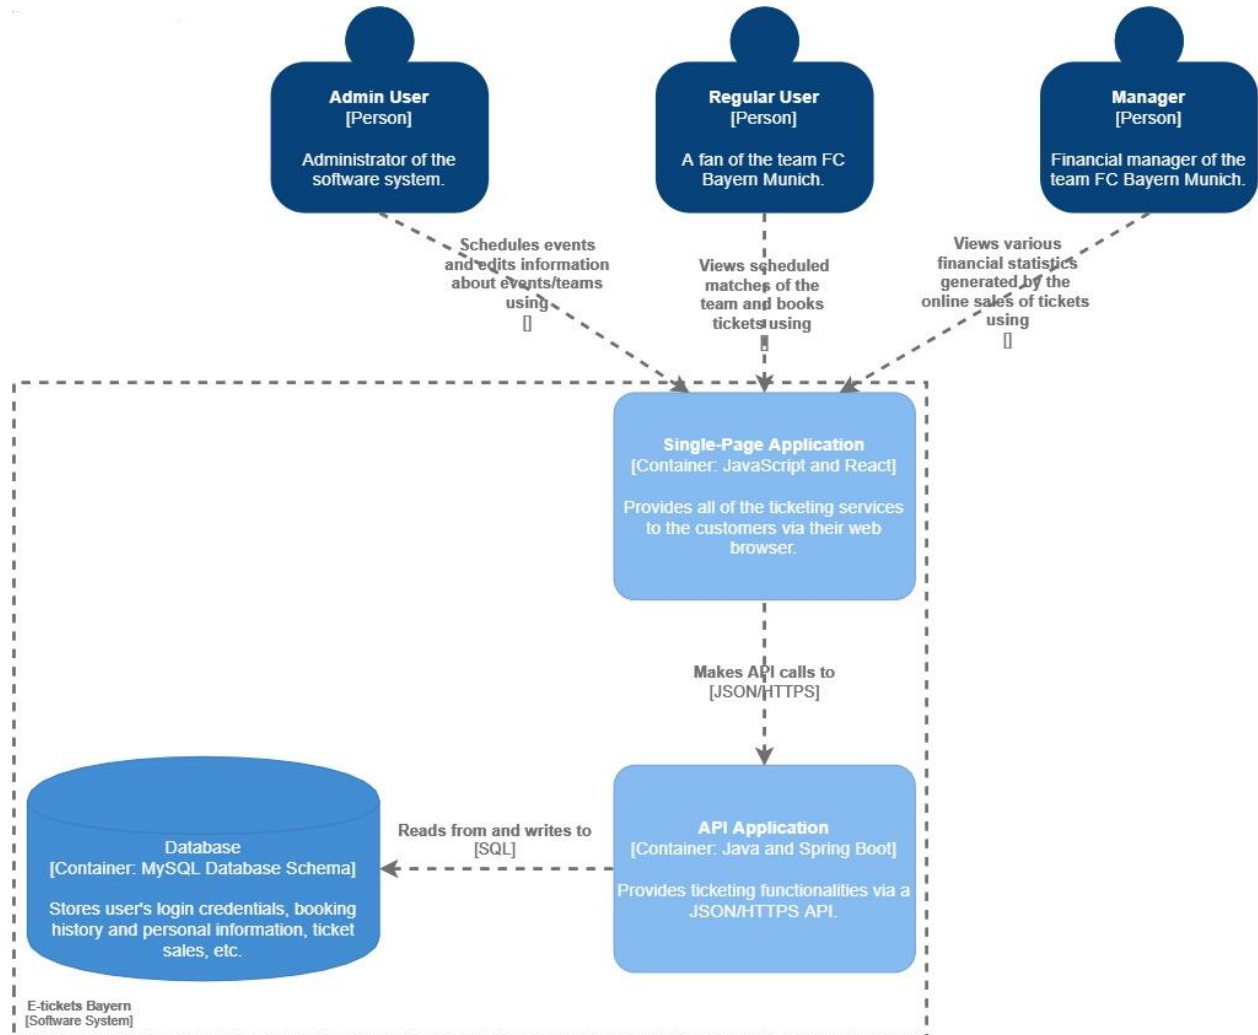 Admin User
[Person]
Administrator of the
software system.
Regular User
[Person]
A fan of the team FC
Bayern Munich.
Manager
[Person]
Financial manager of the
team FC Bayern Munich.
Schedules events
and edits information
about events/teams
using
[]
Views scheduled
matches of the
team and books
tickets using
[]
Views various
financial statistics
generated by the
online sales of tickets
using
[]
Single-Page Application
[Container: JavaScript and React]
Provides all of the ticketing services
to the customers via their web
browser.
Makes API calls to
[JSON/HTTPS]
Database
[Container: MySQL Database Schema]
Stores user's login credentials, booking
history and personal information, ticket
sales, etc.
Reads from and writes to
[SQL]
API Application
[Container: Java and Spring Boot]
Provides ticketing functionalities via a
JSON/HTTPS API.
E-tickets Bayern
[Software System]